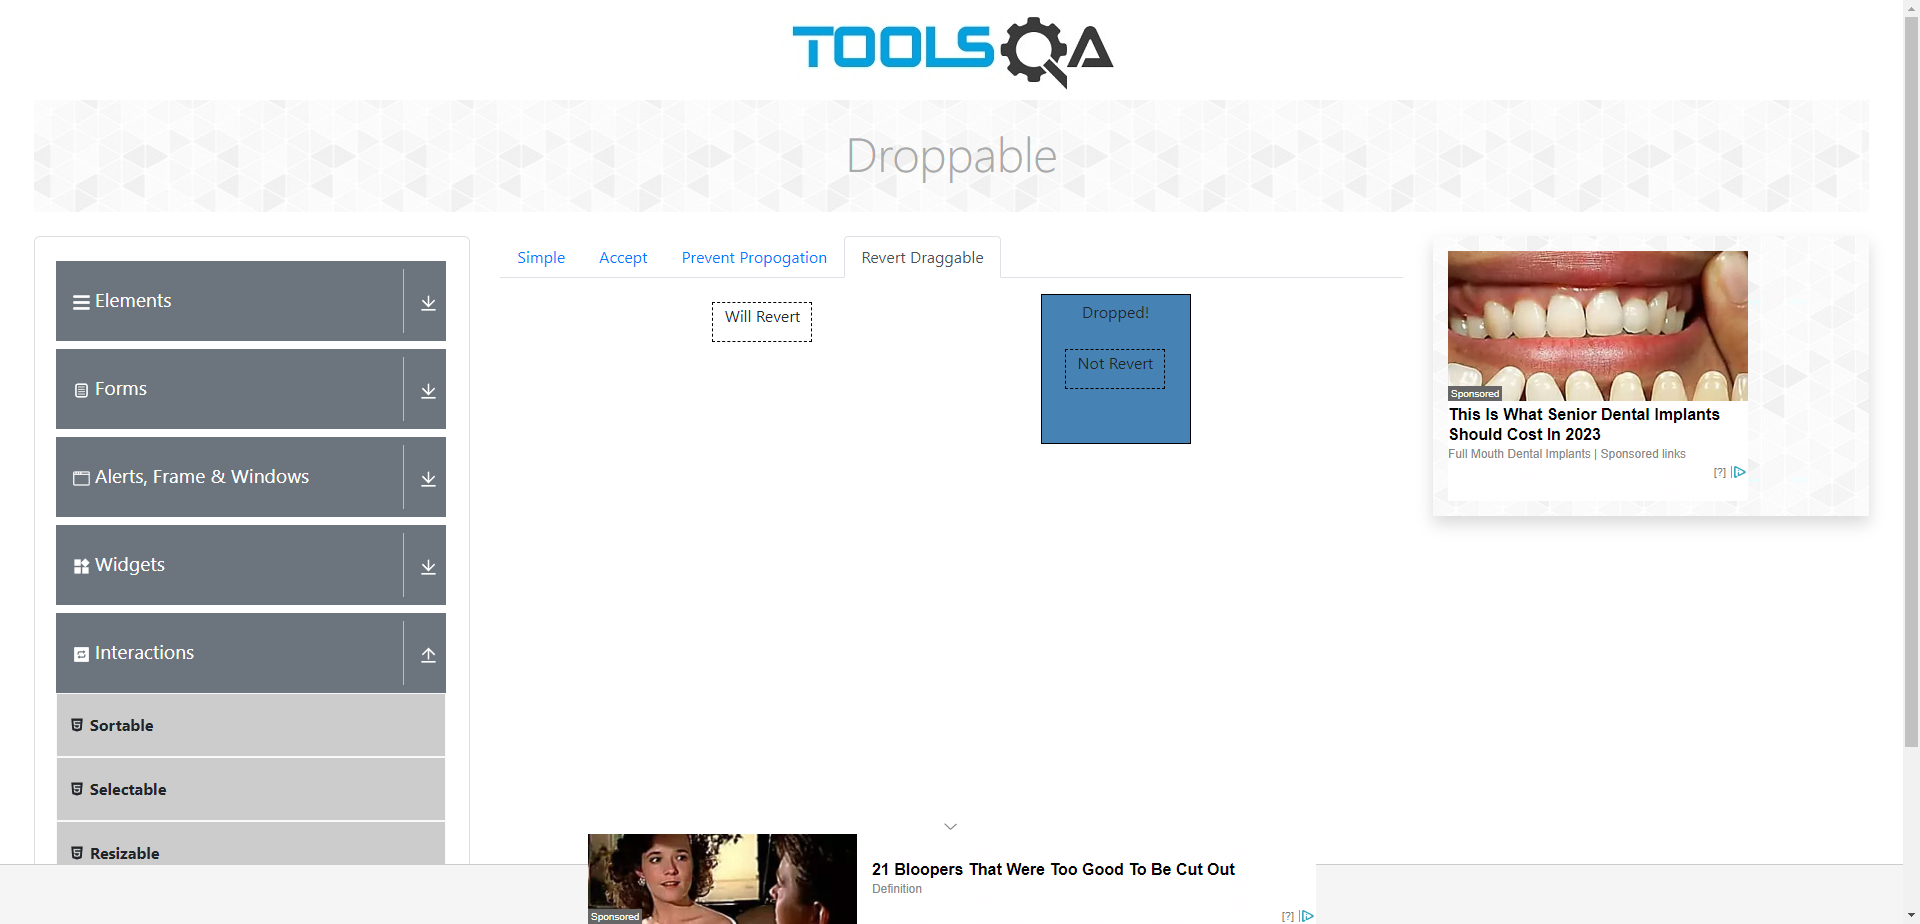 TOOLSQA
Droppable
Elements
Forms
Alerts, Frame & Windows
Widgets
Interactions
Sortable
Selectable
Resizable
Simple
Accept
Prevent Propogation
Revert Draggable
Will Revert
Dropped!
Not Revert
Sponsored
This Is What Senior Dental Implants
Should Cost In 2023
Full Mouth Dental Implants | Sponsored links
[?]
Sponsored
21 Bloopers That Were Too Good To Be Cut Out
Definition
[?]